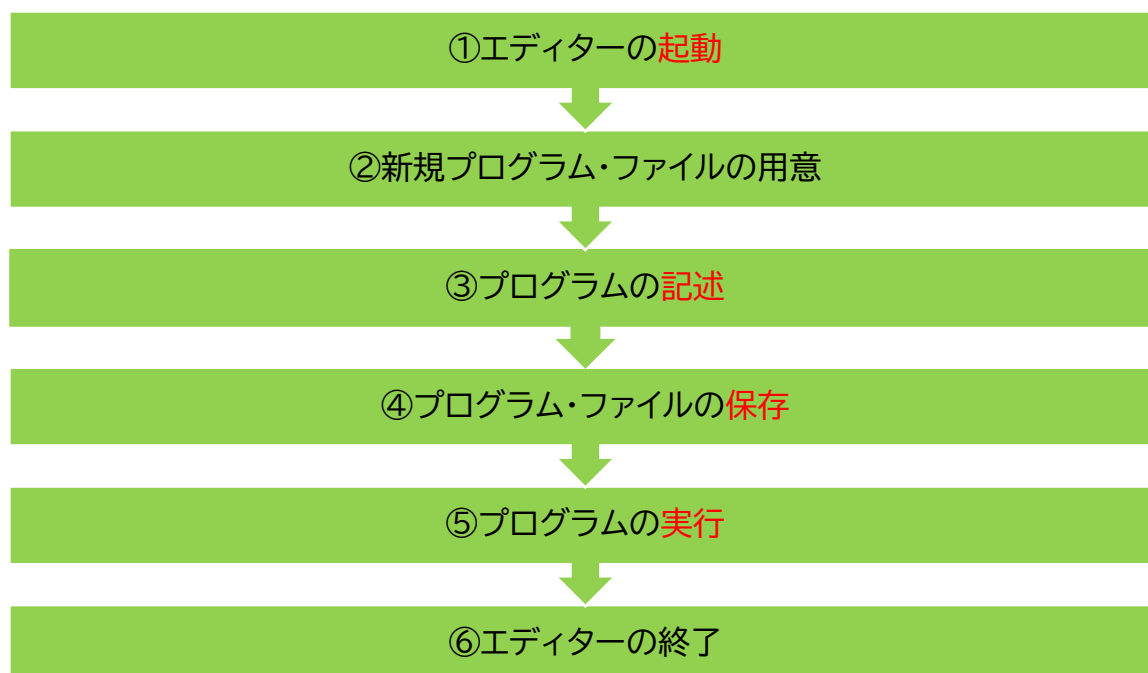 ①エディターの起動
②新規プログラム・ファイルの用意
③プログラムの記述
④プログラム・ファイルの保存
⑤プログラムの実行
⑥エディターの終了